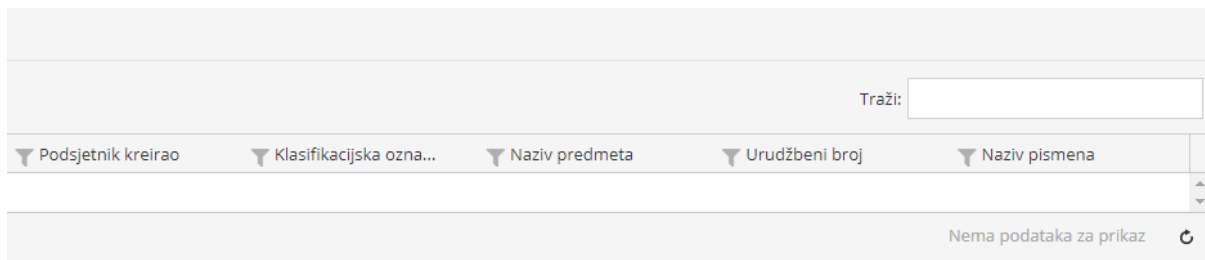 Traži:
Podsjetnik kreirao Klasifikacijska ozna... Naziv predmeta Urudžbeni broj Naziv pismena
Nema podataka za prikaz